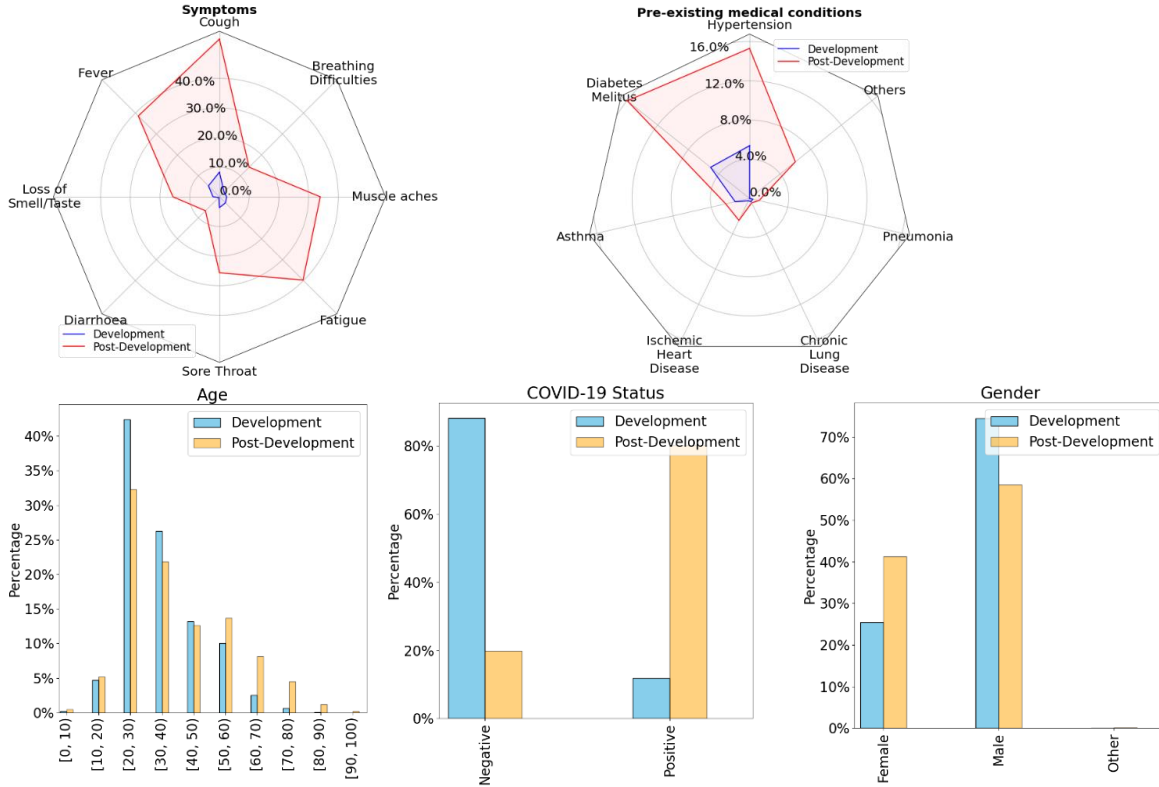 Symptoms
Cough
Breathing
Difficulties
Fever
40.0%
30.0%
20.0%
10.0%
0.0%
Loss of
Smell/Taste
Muscle aches
Diarrhoea
Fatigue
Sore Throat
Development
Post-Development
Pre-existing medical conditions
Hypertension
16.0%
Development
Post-Development
Diabetes
Melitus
Others
12.0%
8.0%
4.0%
0.0%
Asthma
Pneumonia
Ischemic
Heart
Disease
Chronic
Lung
Disease
Age
Development
Post-Development
Percentage
40%
35%
30%
25%
20%
15%
10%
5%
0%
[0, 10)
[10, 20)
[20, 30)
[30, 40)
[40, 50)
[50, 60)
[60, 70)
[70, 80)
[80, 90)
[90, 100)
COVID-19 Status
Development
Post-Development
Percentage
80%
60%
40%
20%
0%
Negative
Positive
Gender
Development
Post-Development
Percentage
70%
60%
50%
40%
30%
20%
10%
0%
Female
Male
Other